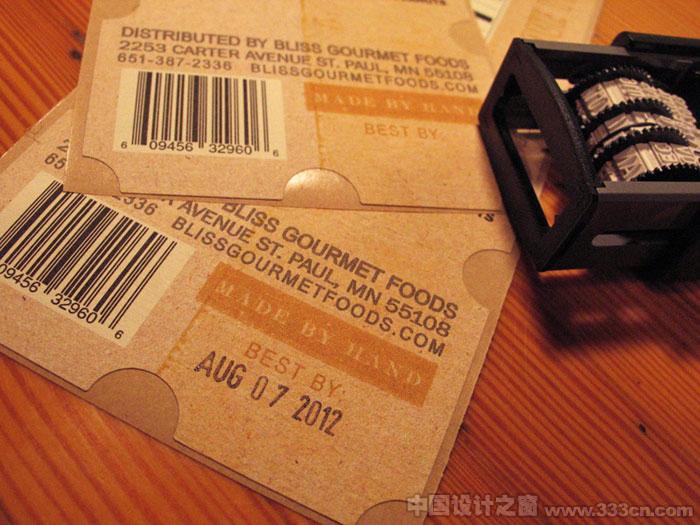 DISTRIBUTED BY BLISS GOURMET FOODS
2253 CARTER AVENUE ST. PAUL, MN 55108
651-387-2336 BLISSGOURMETFOODS.COM
MADE BY HAND
BEST BY:
6 09456 32960 6
BLISS GOURMET FOODS
AVENUE ST. PAUL, MN 55108
2336 BLISSGOURMETFOODS.COM
MADE BY HAND
BEST BY:
AUG 07 2012
09456 32960 6
中国设计之窗 www.333cn.com